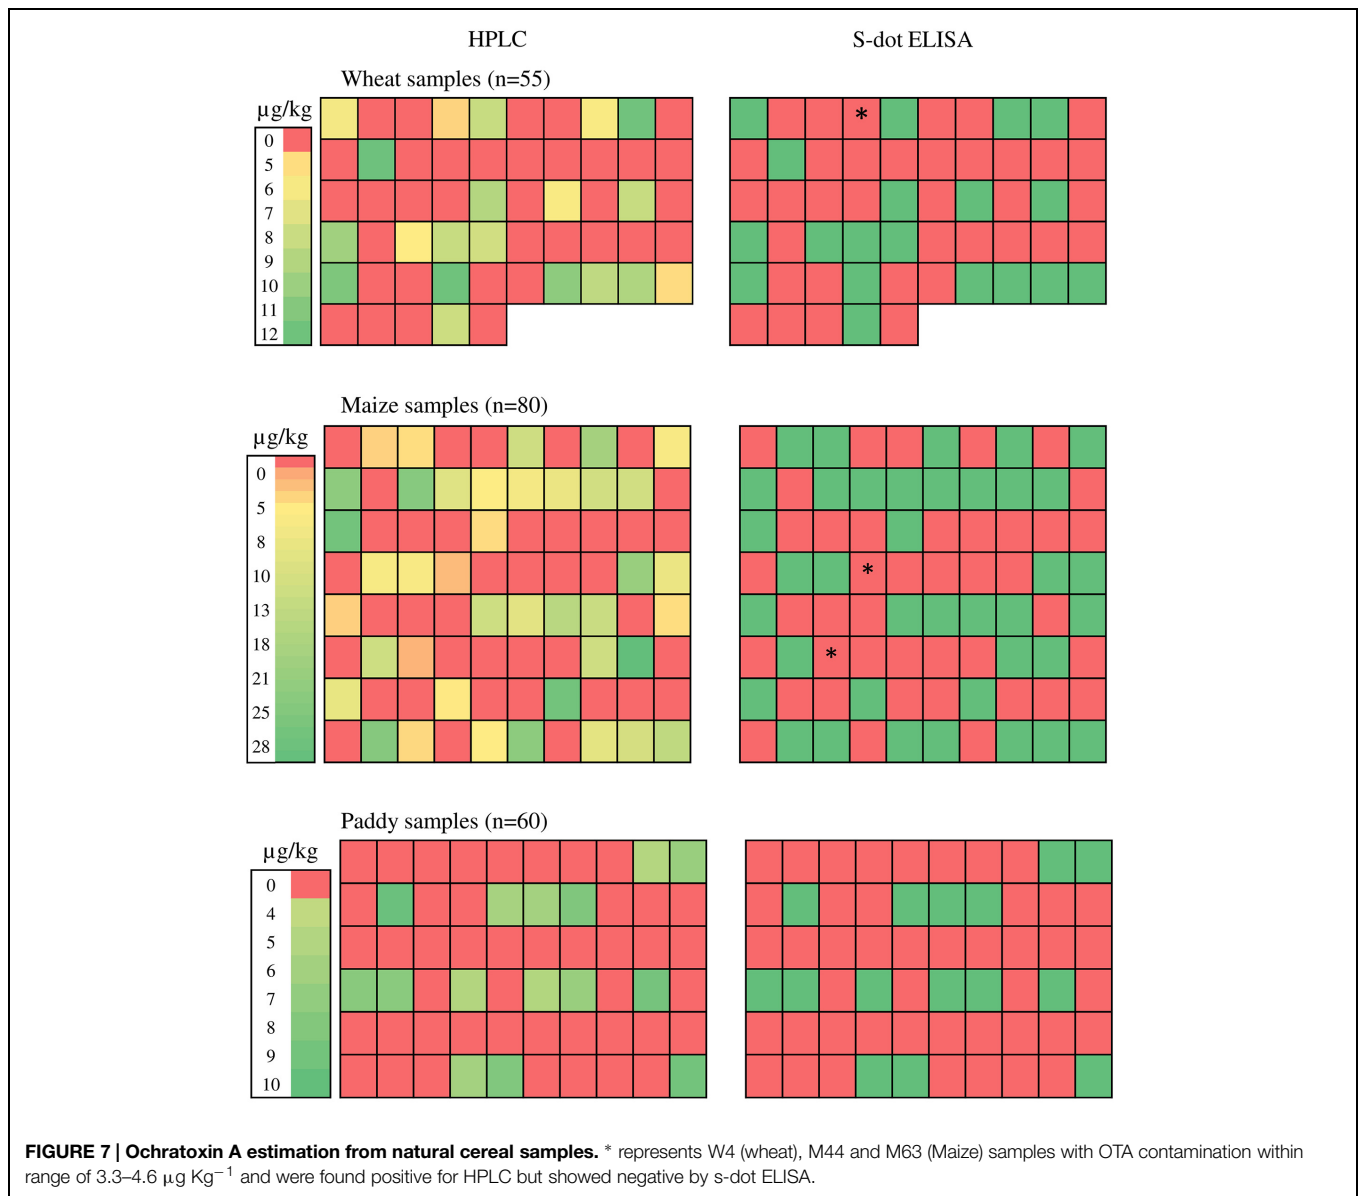 HPLC
S-dot ELISA
Wheat samples (n=55)
µg/kg
0
5
6
7
8
9
10
11
12
*
Maize samples (n=80)
µg/kg
0
5
8
10
13
18
21
25
28
*
*
Paddy samples (n=60)
µg/kg
0
4
5
6
7
8
9
10
FIGURE 7 | Ochratoxin A estimation from natural cereal samples. * represents W4 (wheat), M44 and M63 (Maize) samples with OTA contamination within
range of 3.3–4.6 µg Kg⁻¹ and were found positive for HPLC but showed negative by s-dot ELISA.